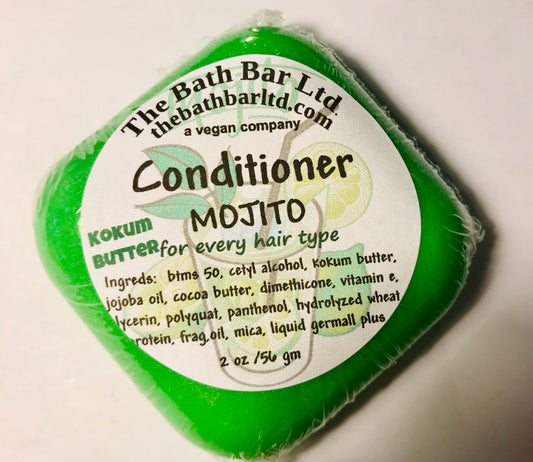 The Bath Bar Ltd.
thebathbarltd.com
a vegan company
Conditioner
MOJITO
KOKUM
BUTTER
for every hair type
Ingreds: btms 50, cetyl alcohol, kokum butter,
jojoba oil, cocoa butter, dimethicone, vitamin e,
lycerin, polyquat, panthenol, hydrolyzed wheat
rotein, frag.oil, mica, liquid germall plus
2 oz /56 gm